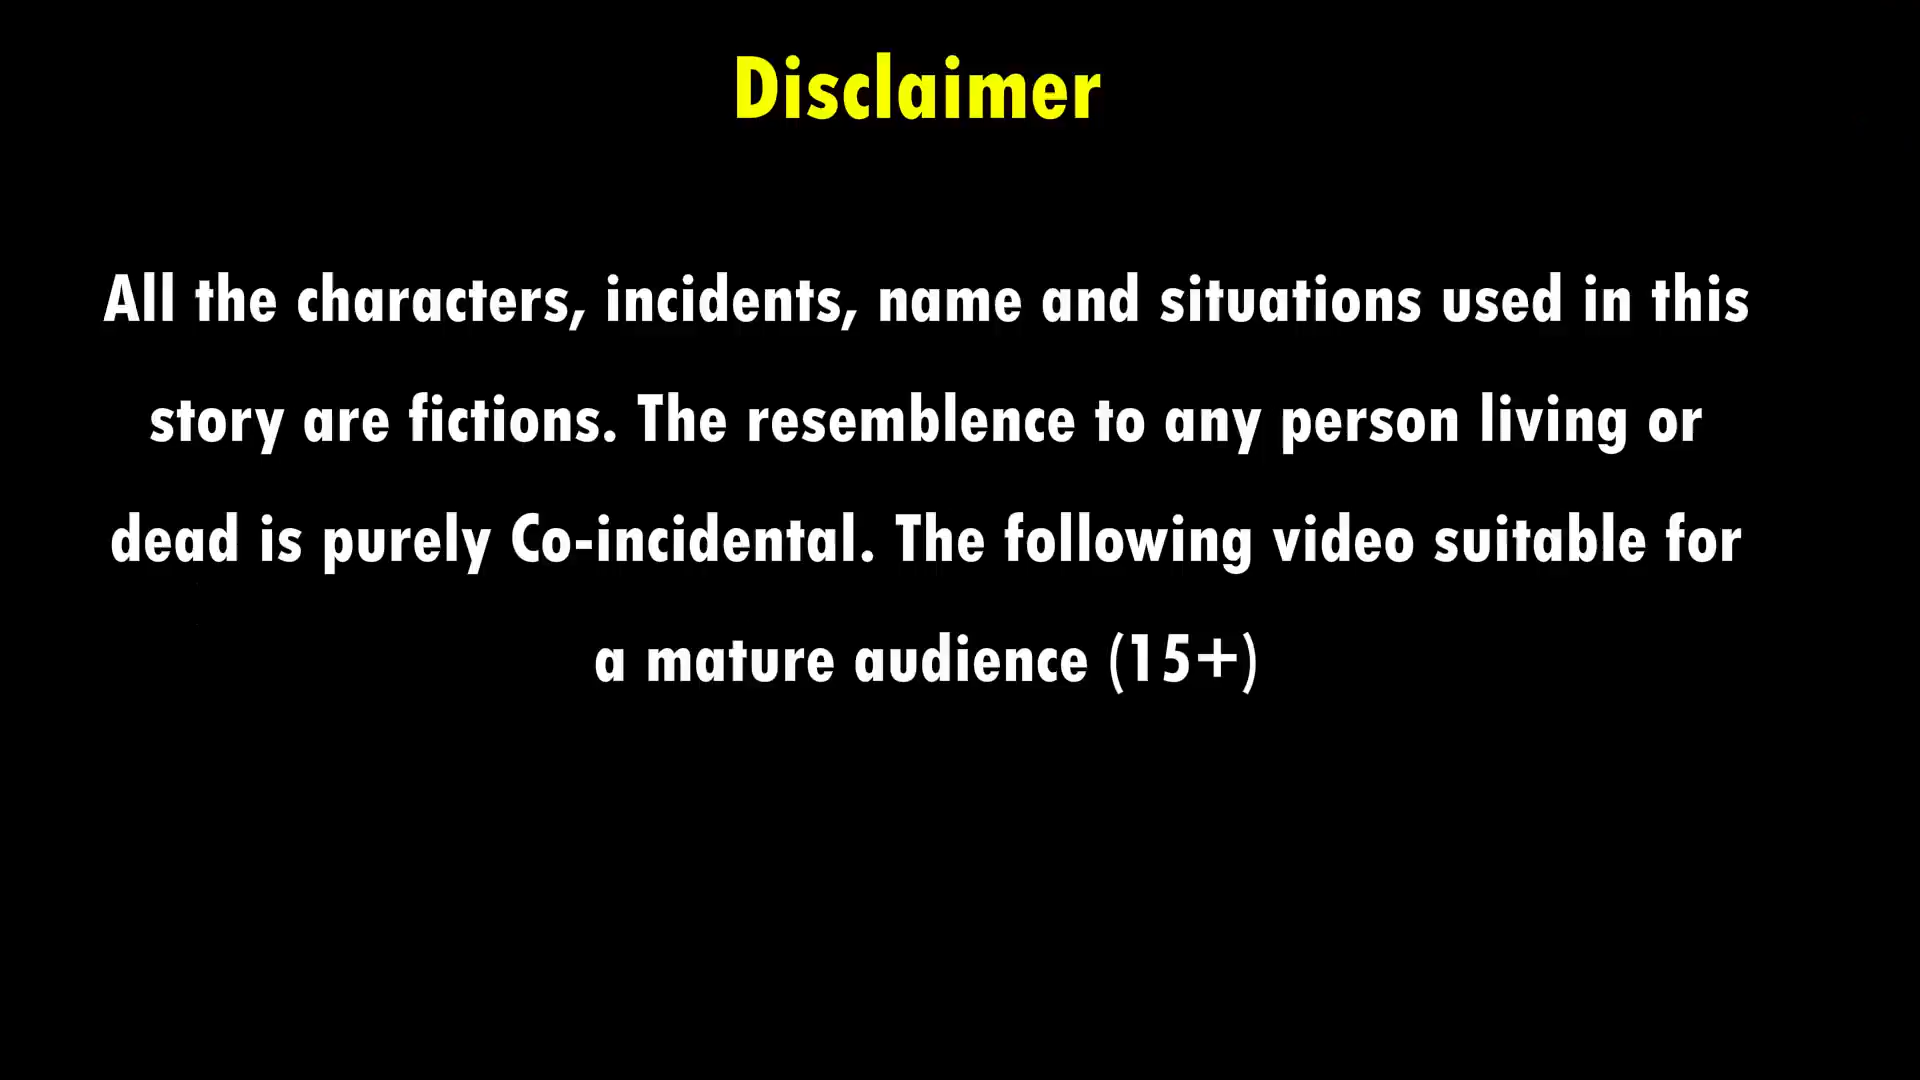 Disclaimer
All the characters, incidents, name and situations used in this
story are fictions. The resemblence to any person living or
dead is purely Co-incidental. The following video suitable for
a mature audience (15+)